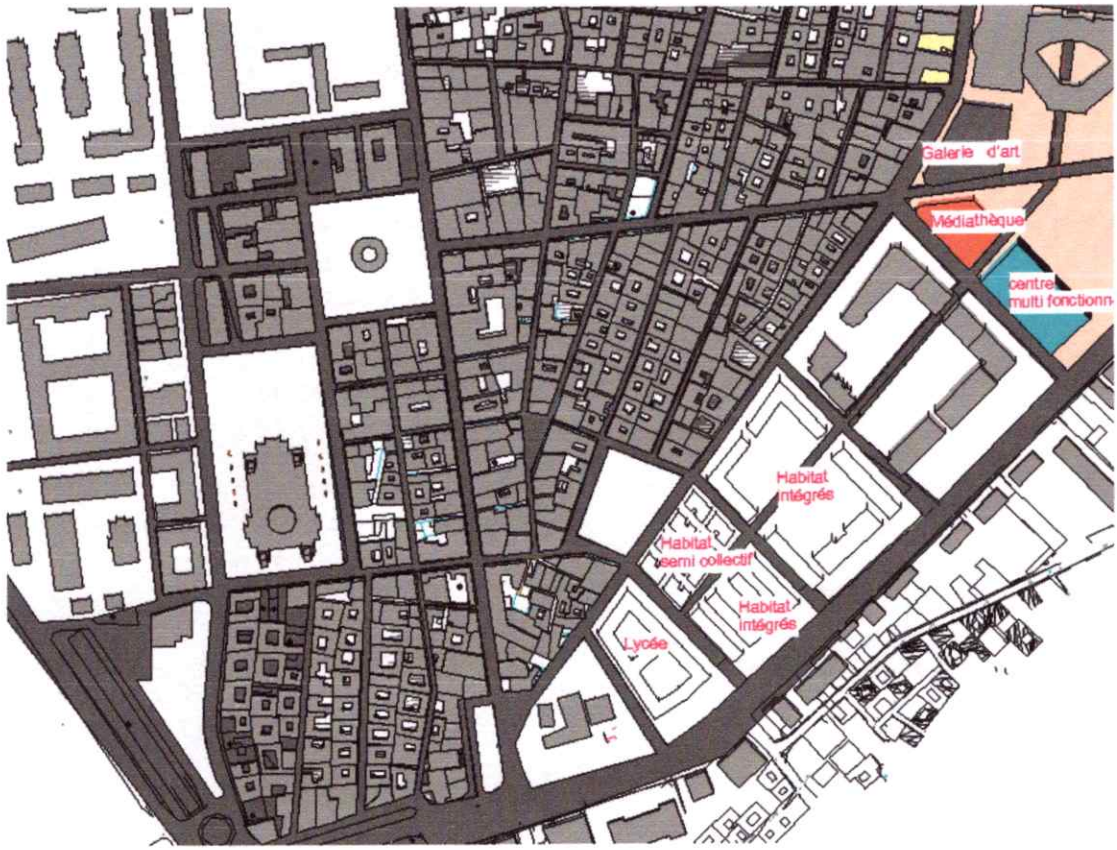 Galerie d'art
Médiathèque
centre
multi fonctionn
Habitat
intégrés
Habitat
semi collectif
Habitat
intégrés
Lycée